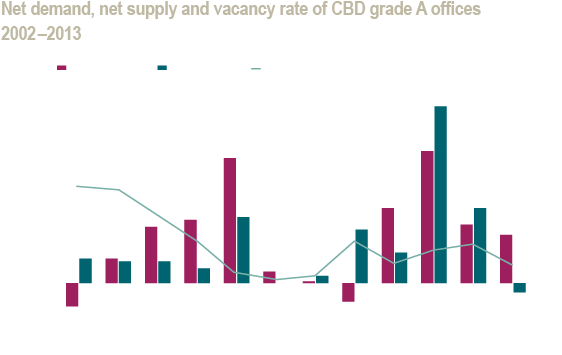 Net demand, net supply and vacancy rate of CBD grade A offices
2002–2013